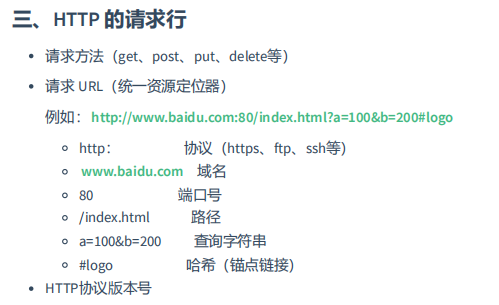 三、HTTP 的请求行
• 请求方法（get、post、put、delete等）
• 请求 URL（统一资源定位器）
例如：http://www.baidu.com:80/index.html?a=100&b=200#logo
◦ http: 协议（https、ftp、ssh等）
◦ www.baidu.com 域名
◦ 80 端口号
◦ /index.html 路径
◦ a=100&b=200 查询字符串
◦ #logo 哈希（锚点链接）
• HTTP协议版本号